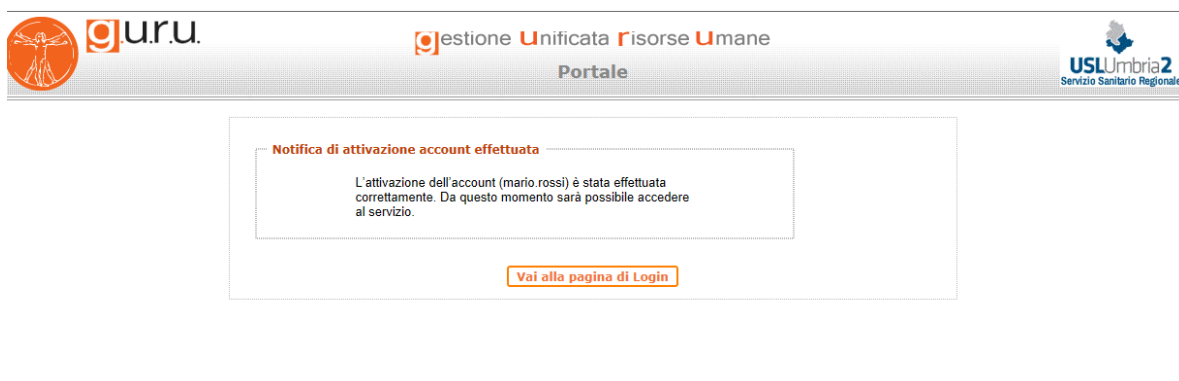 g.u.r.u.
gestione Unificata risorse Umane
Portale
USLUmbria2
Servizio Sanitario Regionale
Notifica di attivazione account effettuata
L'attivazione dell'account (mario.rossi) è stata effettuata
correttamente. Da questo momento sarà possibile accedere
al servizio.
Vai alla pagina di Login